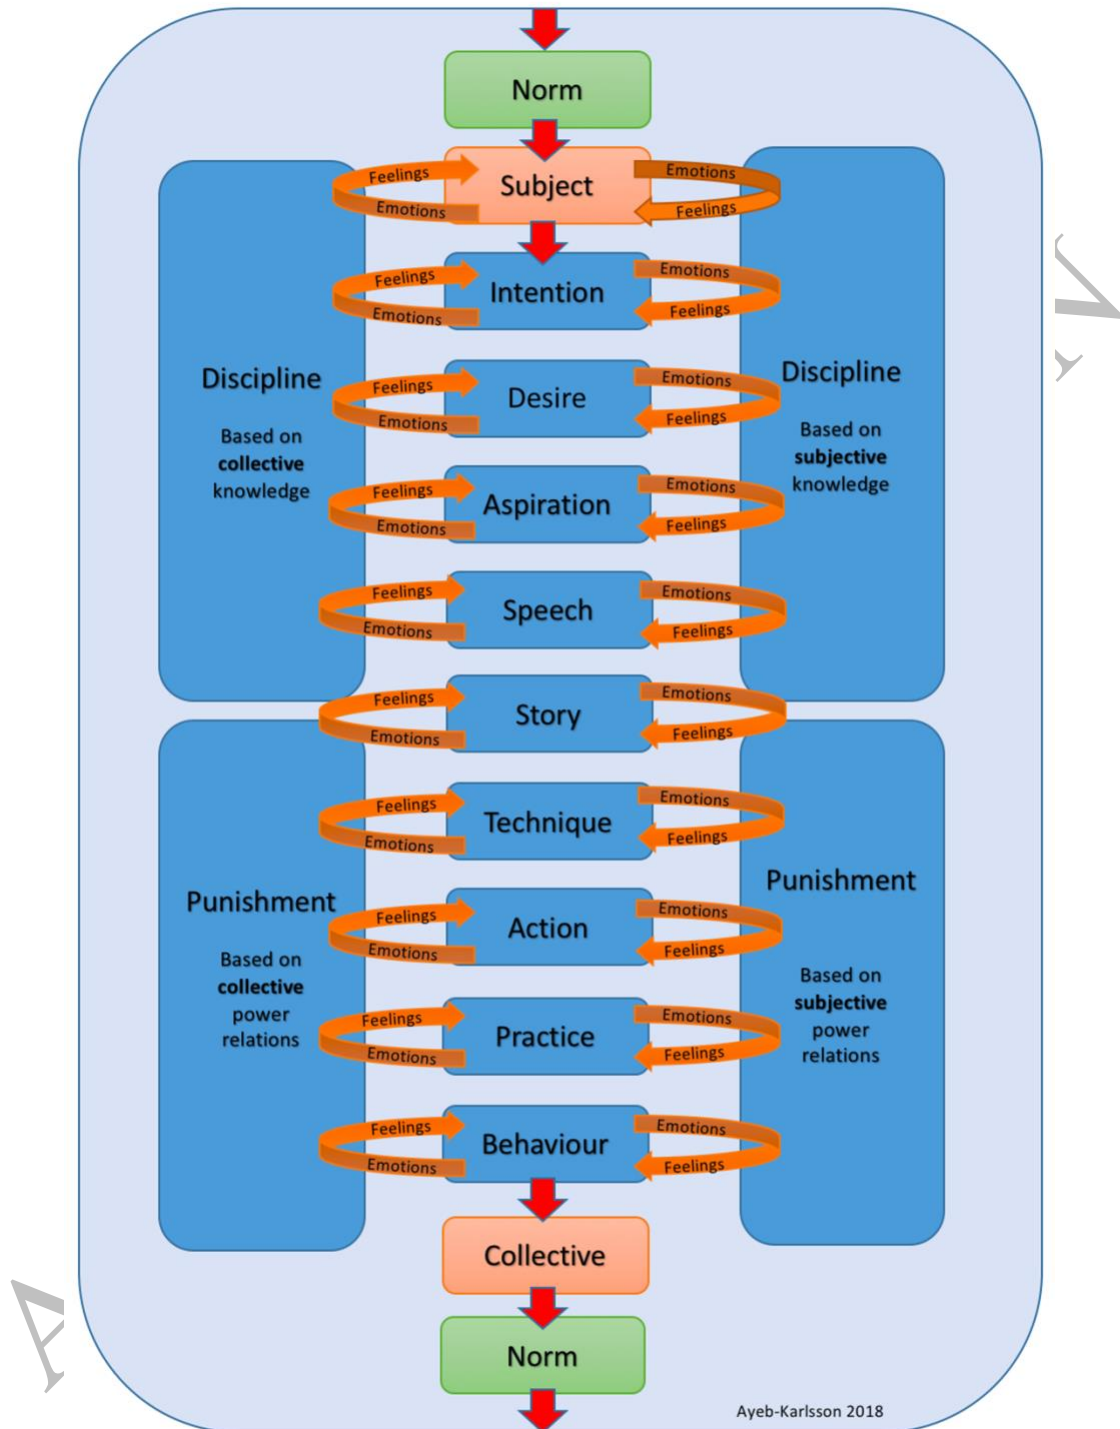 Norm
Feelings
Emotions
Subject
Emotions
Feelings
Feelings
Emotions
Intention
Emotions
Feelings
Discipline
Based on
collective
knowledge
Discipline
Based on
subjective
knowledge
Feelings
Emotions
Desire
Emotions
Feelings
Feelings
Emotions
Aspiration
Emotions
Feelings
Feelings
Emotions
Speech
Emotions
Feelings
Feelings
Emotions
Story
Emotions
Feelings
Feelings
Emotions
Technique
Emotions
Feelings
Punishment
Based on
collective
power
relations
Punishment
Based on
subjective
power
relations
Feelings
Emotions
Action
Emotions
Feelings
Feelings
Emotions
Practice
Emotions
Feelings
Feelings
Emotions
Behaviour
Emotions
Feelings
Collective
Norm
Ayeb-Karlsson 2018